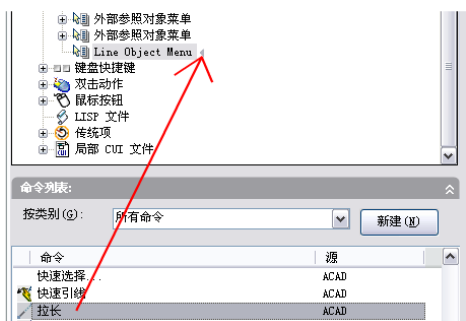 外部参照对象菜单
外部参照对象菜单
Line Object Menu
键盘快捷键
双击动作
鼠标按钮
LISP 文件
传统项
局部 CUI 文件
命令列表:
按类别(G):
所有命令
新建(N)
命令 源
快速选择... ACAD
快速引线 ACAD
拉长 ACAD